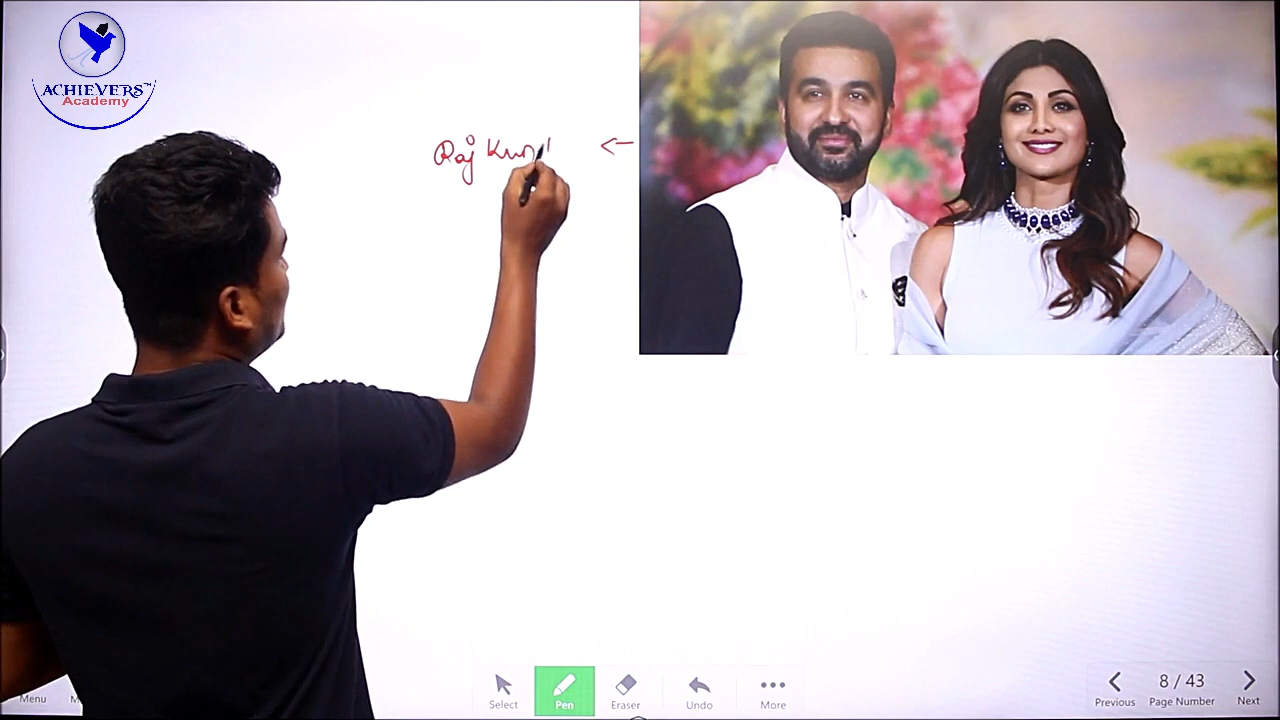 ACHIEVERS™
Academy
Raj
Menu
Select
Pen
Eraser
Undo
More
Previous
8 / 43
Page Number
Next